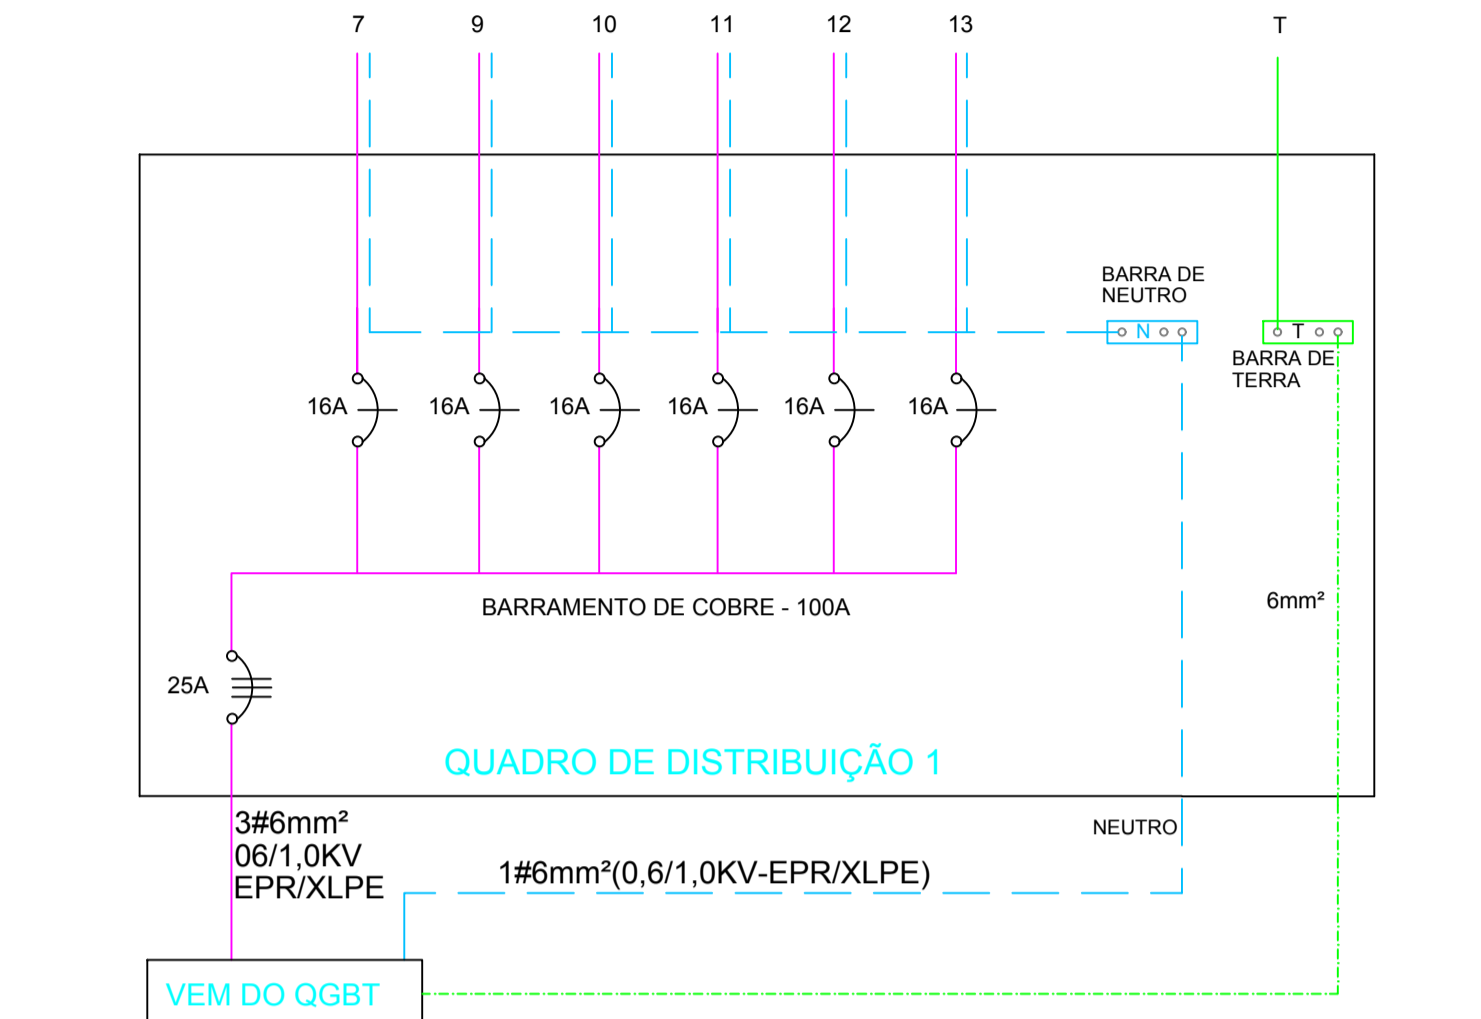 7 9 10 11 12 13 T
BARRA DE
NEUTRO
N T
BARRA DE
TERRA
16A 16A 16A 16A 16A 16A
6mm²
BARRAMENTO DE COBRE - 100A
25A
QUADRO DE DISTRIBUIÇÃO 1
3#6mm²
06/1,0KV
EPR/XLPE
NEUTRO
1#6mm²(0,6/1,0KV-EPR/XLPE)
VEM DO QGBT